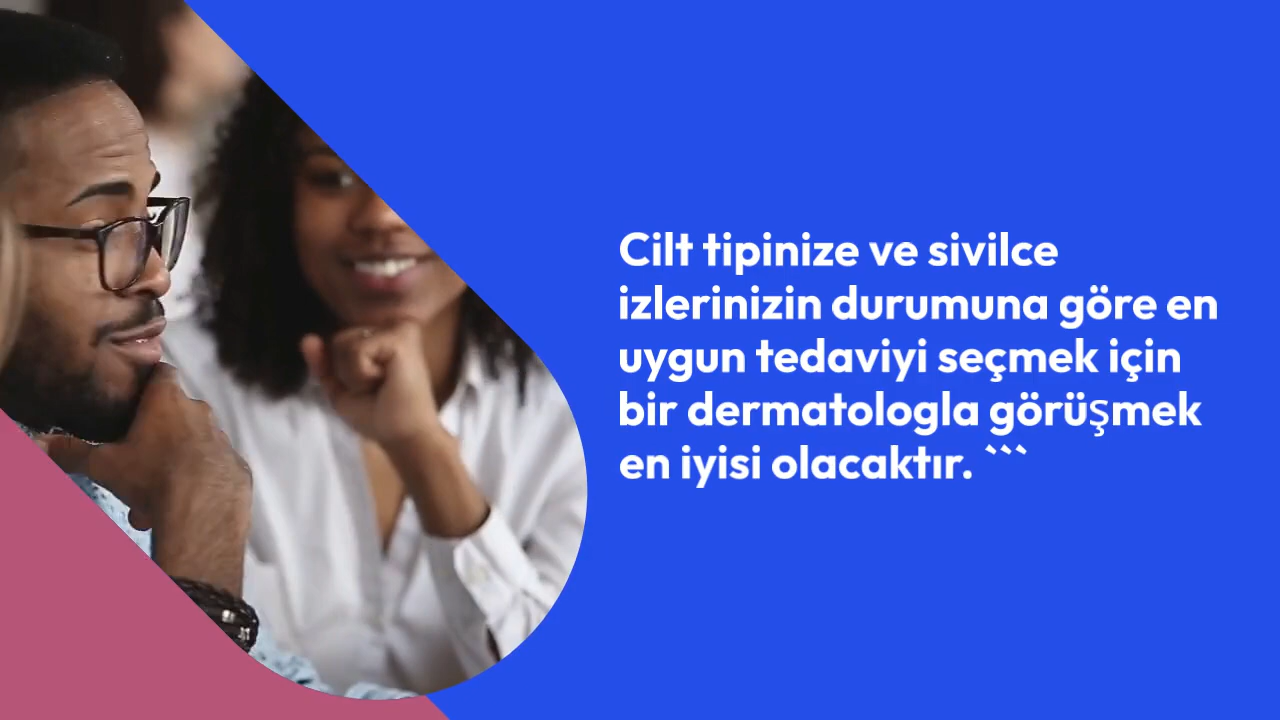 Cilt tipinize ve sivilce
izlerinizin durumuna göre en
uygun tedaviyi seçmek için
bir dermatologla görüşmek
en iyisi olacaktır. ```